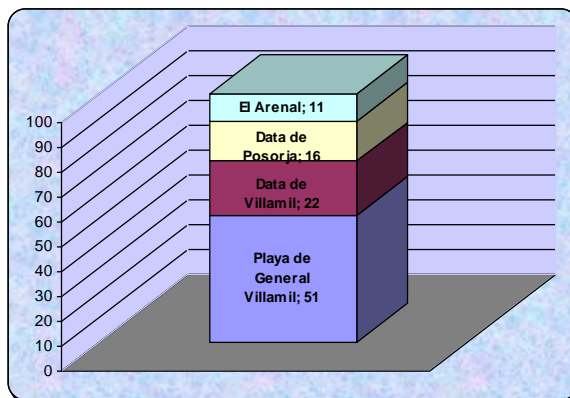 100
90
80
70
60
50
40
30
20
10
0
El Arenal; 11
Data de
Posorja; 16
Data de
Villamil; 22
Playa de
General
Villamil; 51